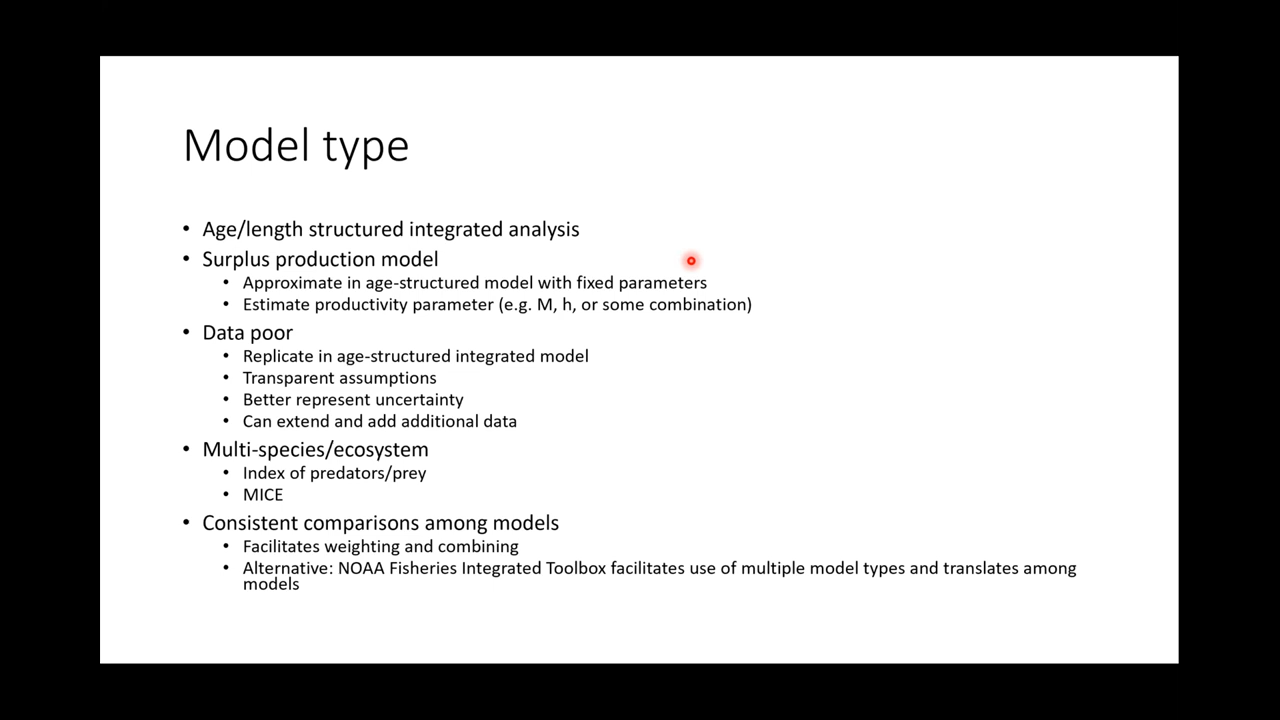 Model type
• Age/length structured integrated analysis
• Surplus production model
• Approximate in age-structured model with fixed parameters
• Estimate productivity parameter (e.g. M, h, or some combination)
• Data poor
• Replicate in age-structured integrated model
• Transparent assumptions
• Better represent uncertainty
• Can extend and add additional data
• Multi-species/ecosystem
• Index of predators/prey
• MICE
• Consistent comparisons among models
• Facilitates weighting and combining
• Alternative: NOAA Fisheries Integrated Toolbox facilitates use of multiple model types and translates among
models